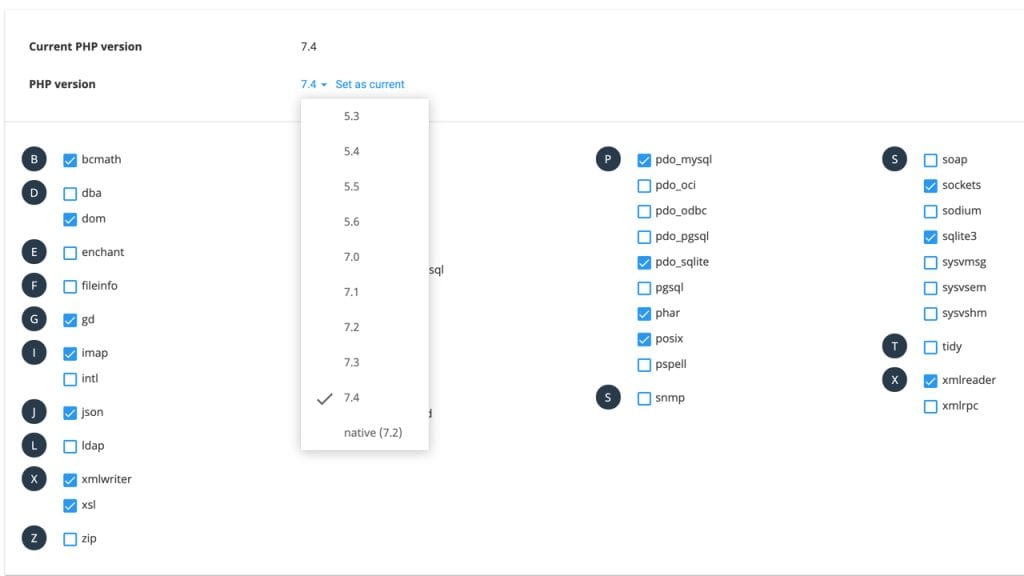 Current PHP version 7.4
PHP version 7.4 Set as current
5.3
5.4
5.5
5.6
7.0
7.1
7.2
7.3
7.4
native (7.2)
B bcmath
D dba
dom
E enchant
F fileinfo
G gd
I imap
intl
J json
L ldap
X xmlwriter
xsl
Z zip
sql
d
P pdo_mysql
pdo_oci
pdo_odbc
pdo_pgsql
pdo_sqlite
pgsql
phar
posix
pspell
S snmp
S soap
sockets
sodium
sqlite3
sysvmsg
sysvsem
sysvshm
T tidy
X xmlreader
xmlrpc